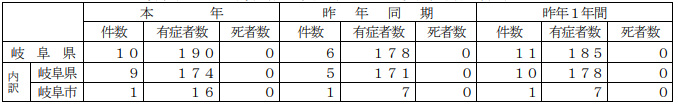 本　　　年 昨　年　同　期 昨年１年間
件数 有症者数 死者数 件数 有症者数 死者数 件数 有症者数 死者数
岐　阜　県 １０ １９０ ０ ６ １７８ ０ １１ １８５ ０
内訳 岐阜県 ９ １７４ ０ ５ １７１ ０ １０ １７８ ０
岐阜市 １ １６ ０ １ ７ ０ １ ７ ０